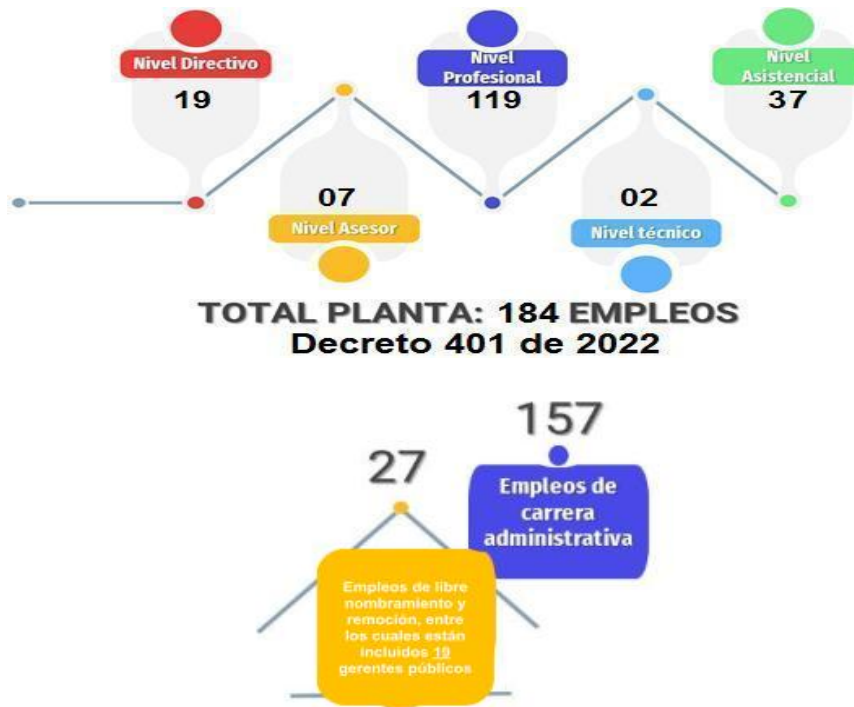 Nivel Directivo
19
Nivel
Profesional
119
Nivel
Asistencial
37
07
Nivel Asesor
02
Nivel técnico
TOTAL PLANTA: 184 EMPLEOS
Decreto 401 de 2022
27
157
Empleos de
carrera
administrativa
Empleos de libre
nombramiento y
remoción, entre
los cuales están
incluidos 19
gerentes públicos